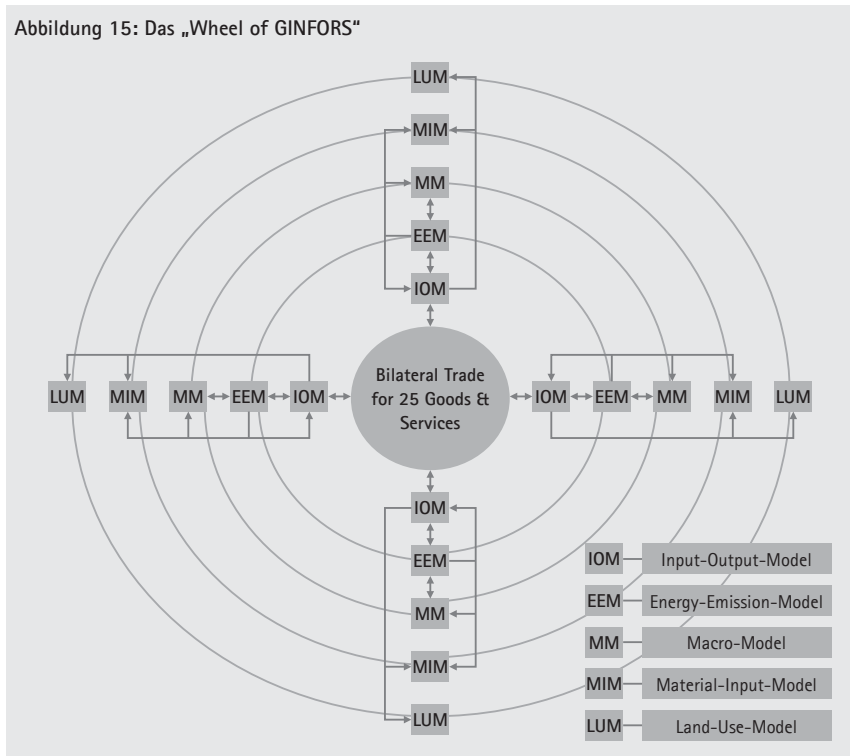 Abbildung 15: Das „Wheel of GINFORS“
LUM
MIM
MM
EEM
IOM
LUM MIM MM EEM IOM
Bilateral Trade
for 25 Goods &
Services
IOM EEM MM MIM LUM
IOM
EEM
MM
MIM
LUM
IOM Input-Output-Model
EEM Energy-Emission-Model
MM Macro-Model
MIM Material-Input-Model
LUM Land-Use-Model